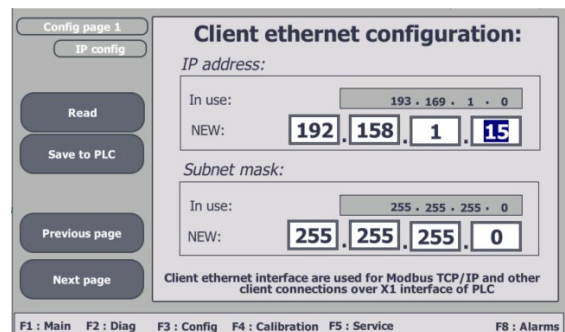 Config page 1
IP config
Read
Save to PLC
Previous page
Next page
Client ethernet configuration:
IP address:
In use: 193 . 169 . 1 . 0
NEW: 192 . 158 . 1 . 15
Subnet mask:
In use: 255 . 255 . 255 . 0
NEW: 255 . 255 . 255 . 0
Client ethernet interface are used for Modbus TCP/IP and other
client connections over X1 interface of PLC
F1 : Main F2 : Diag F3 : Config F4 : Calibration F5 : Service F8 : Alarms